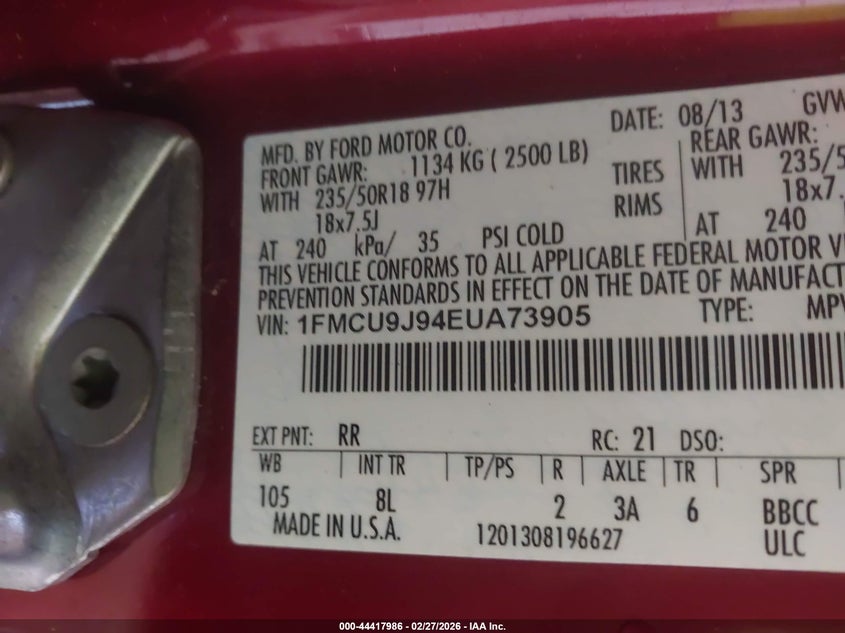 DATE: 08/13 GVW
MFD. BY FORD MOTOR CO.
FRONT GAWR: 1134 KG ( 2500 LB) REAR GAWR:
WITH 235/50R18 97H TIRES WITH 235/5
18x7.5J RIMS 18x7.
AT 240 kPa/ 35 PSI COLD AT 240
THIS VEHICLE CONFORMS TO ALL APPLICABLE FEDERAL MOTOR V
PREVENTION STANDARDS IN EFFECT ON THE DATE OF MANUFACT
VIN: 1FMCU9J94EUA73905 TYPE: MPV
EXT PNT: RR RC: 21 DSO:
WB INT TR TP/PS R AXLE TR SPR
105 8L 2 3A 6 BBCC
MADE IN U.S.A. 1201308196627 ULC
000-44417986 - 02/27/2026 - IAA Inc.